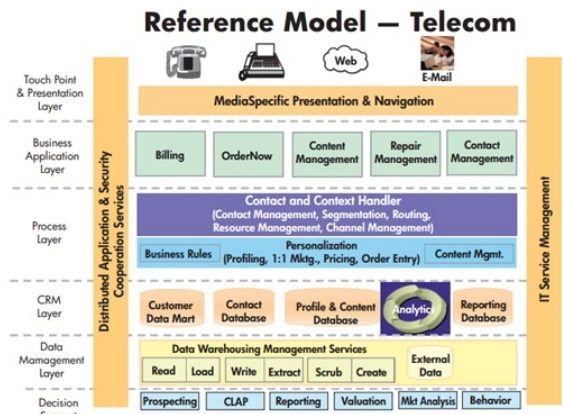 Reference Model — Telecom
Web
E-Mail
Touch Point
& Presentation
Layer
MediaSpecific Presentation & Navigation
Business
Application
Layer
Billing
OrderNow
Content
Management
Repair
Management
Contact
Management
Distributed Application & Security
Cooperation Services
IT Service Management
Process
Layer
Contact and Context Handler
(Contact Management, Segmentation, Routing,
Resource Management, Channel Management)
Business Rules
Personalization
(Profiling, 1:1 Mktg., Pricing, Order Entry)
Content Mgmt.
CRM
Layer
Customer
Data Mart
Contact
Database
Profile & Content
Database
Analytics
Reporting
Database
Data
Management
Layer
Data Warehousing Management Services
Read
Load
Write
Extract
Scrub
Create
External
Data
Decision
Prospecting
CLAP
Reporting
Valuation
Mkt Analysis
Behavior